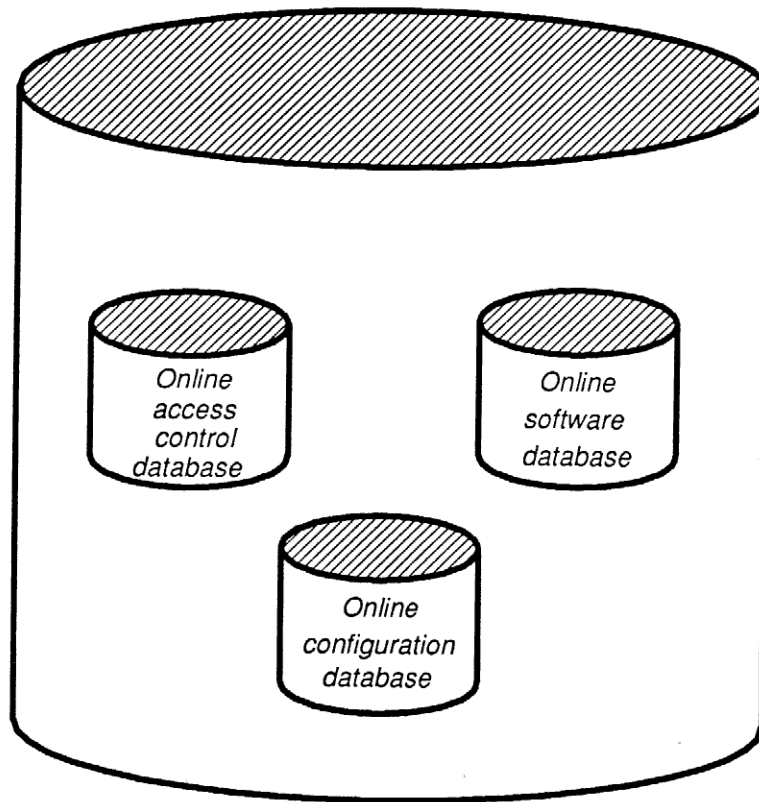 Online
access
control
database
Online
software
database
Online
configuration
database